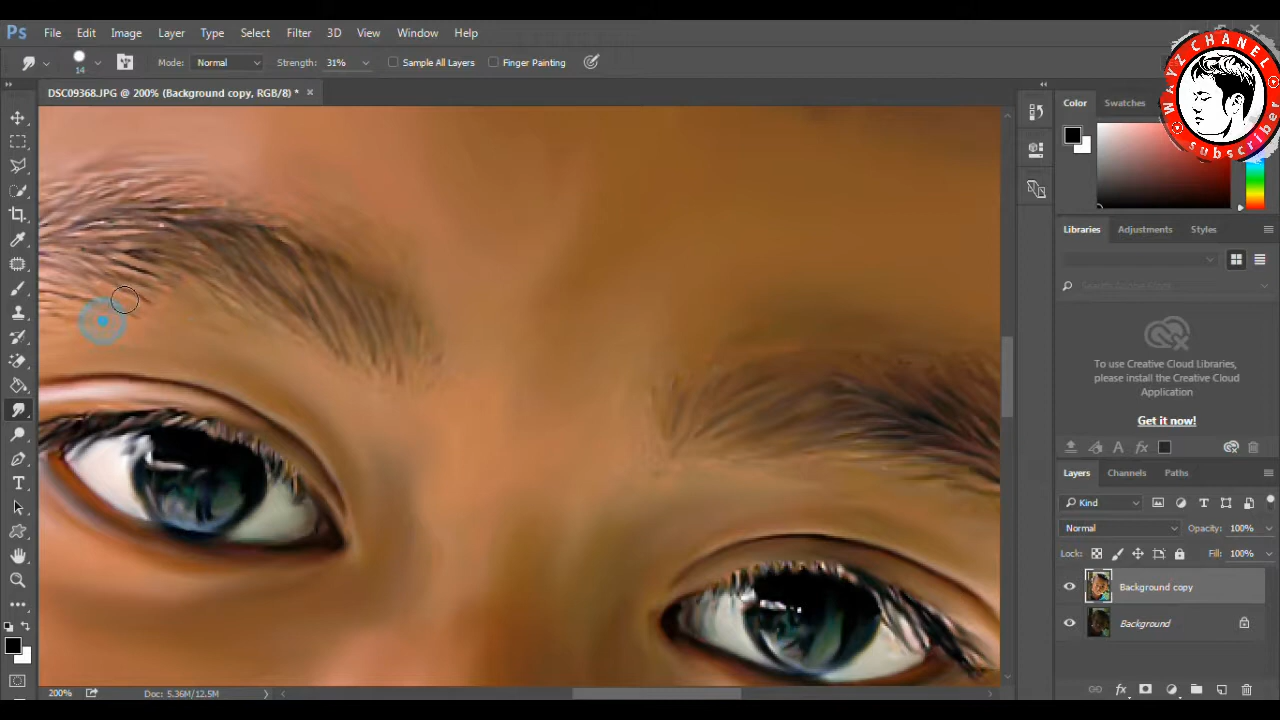 Ps File Edit Image Layer Type Select Filter 3D View Window Help
14 Mode: Normal Strength: 31% Sample All Layers Finger Painting
WAYZ CHANEL
subscriber
DSC09368.JPG @ 200% (Background copy, RGB/8) * ×
Color Swatches
Libraries Adjustments Styles
To use Creative Cloud Libraries,
please install the Creative Cloud
Application
Get it now!
Layers Channels Paths
Kind
Normal Opacity: 100%
Lock: Fill: 100%
Background copy
Background
200% Doc: 5.36M/12.5M